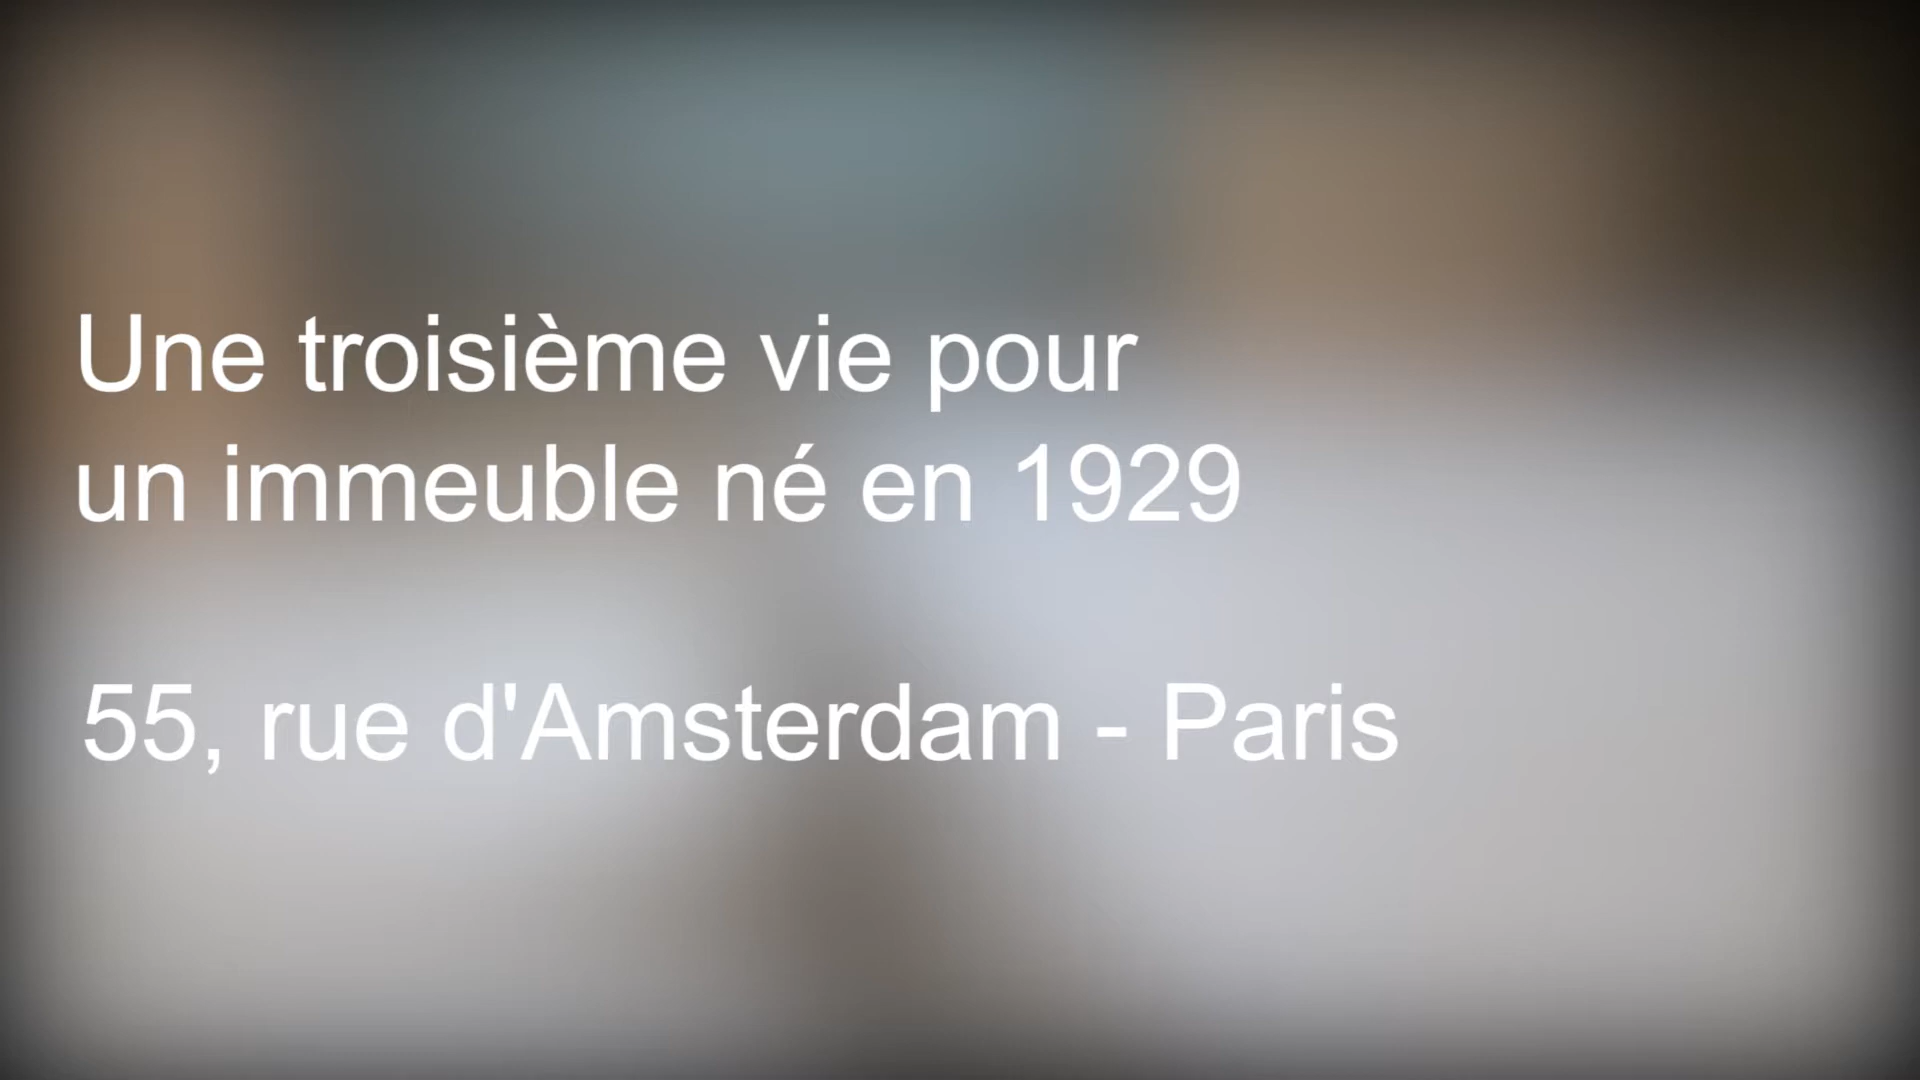 Une troisième vie pour
un immeuble né en 1929
55, rue d'Amsterdam - Paris